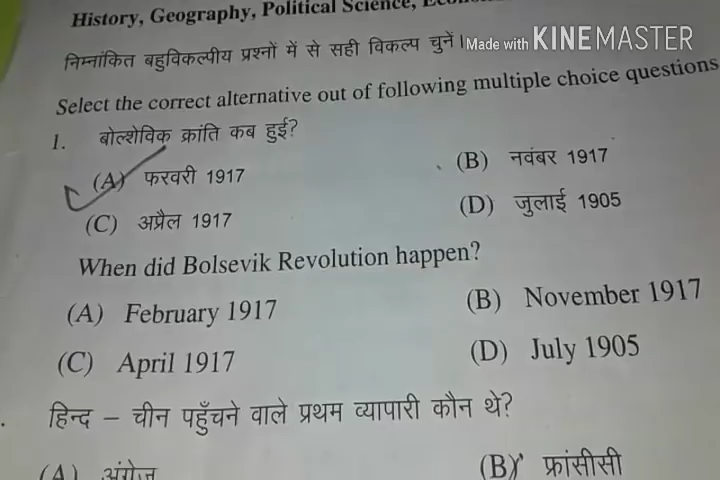 History, Geography, Political Science,
निम्नांकित बहुविकल्पीय प्रश्नों में से सही विकल्प चुनें।
Made with KINEMASTER
Select the correct alternative out of following multiple choice questions
1. बोल्शेविक क्रांति कब हुई?
(A) फरवरी 1917 (B) नवंबर 1917
(C) अप्रैल 1917 (D) जुलाई 1905
When did Bolsevik Revolution happen?
(A) February 1917 (B) November 1917
(C) April 1917 (D) July 1905
हिन्द – चीन पहुँचने वाले प्रथम व्यापारी कौन थे?
(A) अंग्रेज (B) फ्रांसीसी